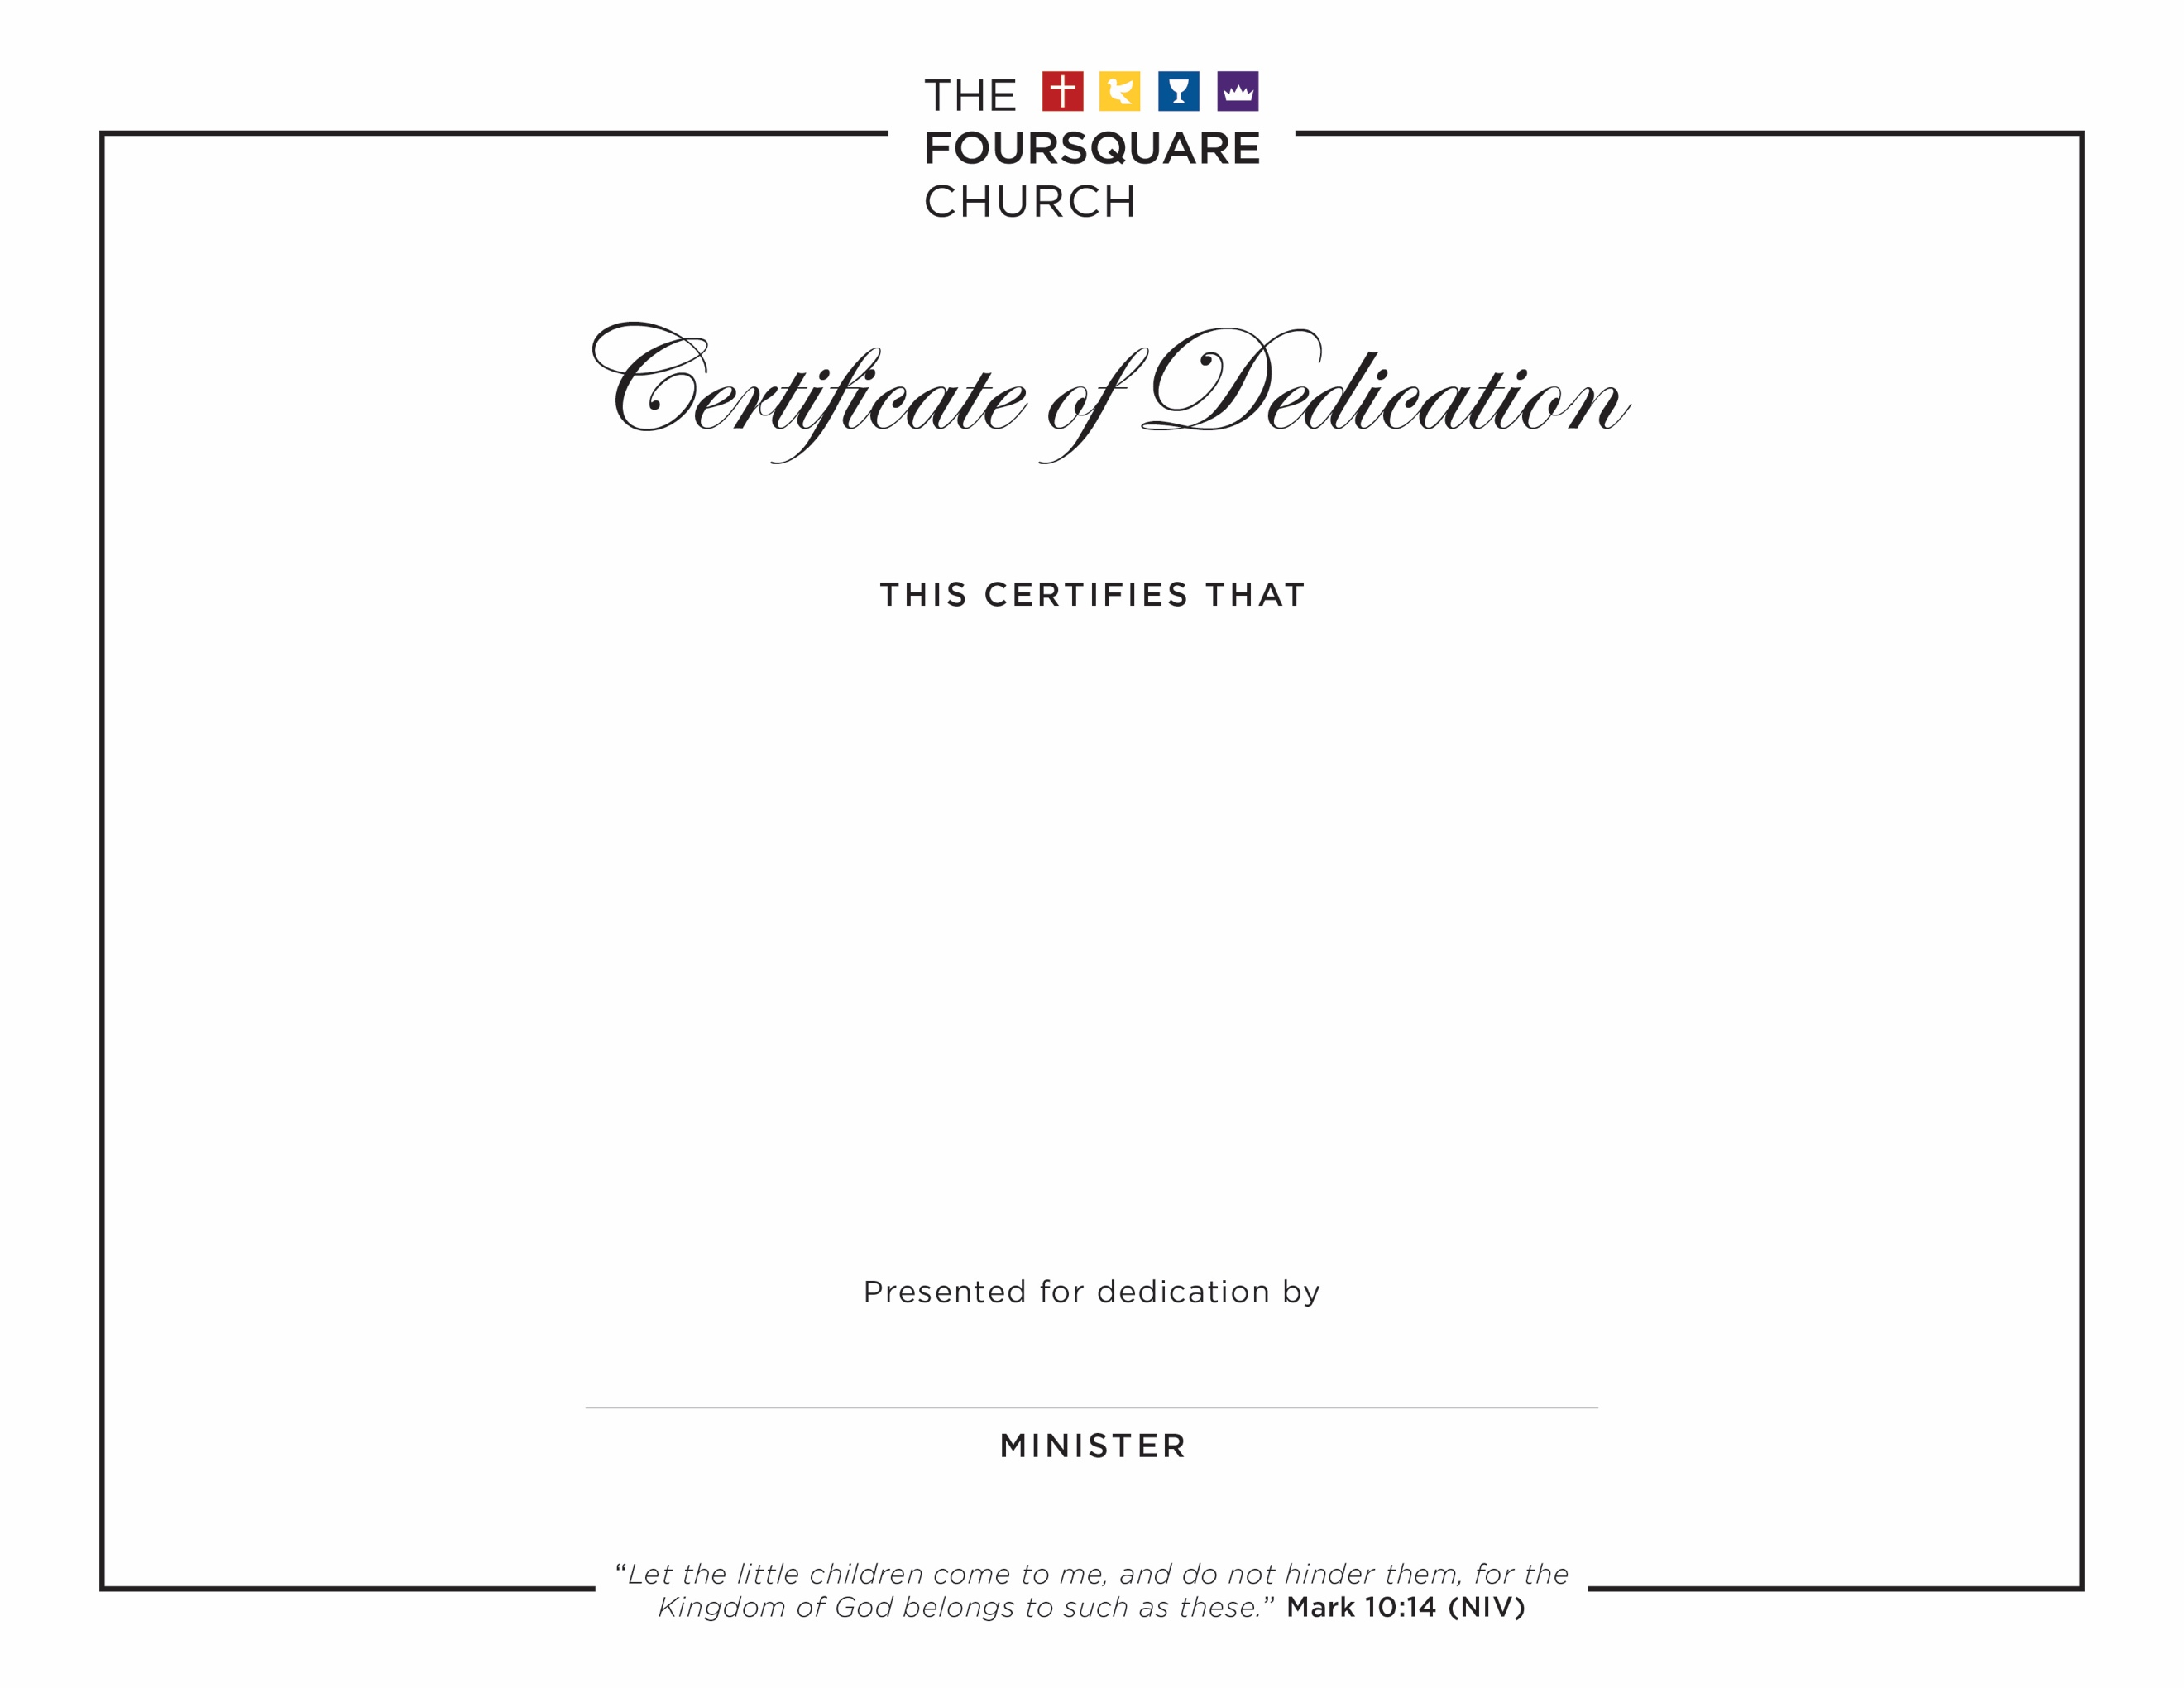 THE
FOURSQUARE
CHURCH
Certificate of Dedication
THIS CERTIFIES THAT
Presented for dedication by
MINISTER
“Let the little children come to me, and do not hinder them, for the
Kingdom of God belongs to such as these.” Mark 10:14 (NIV)